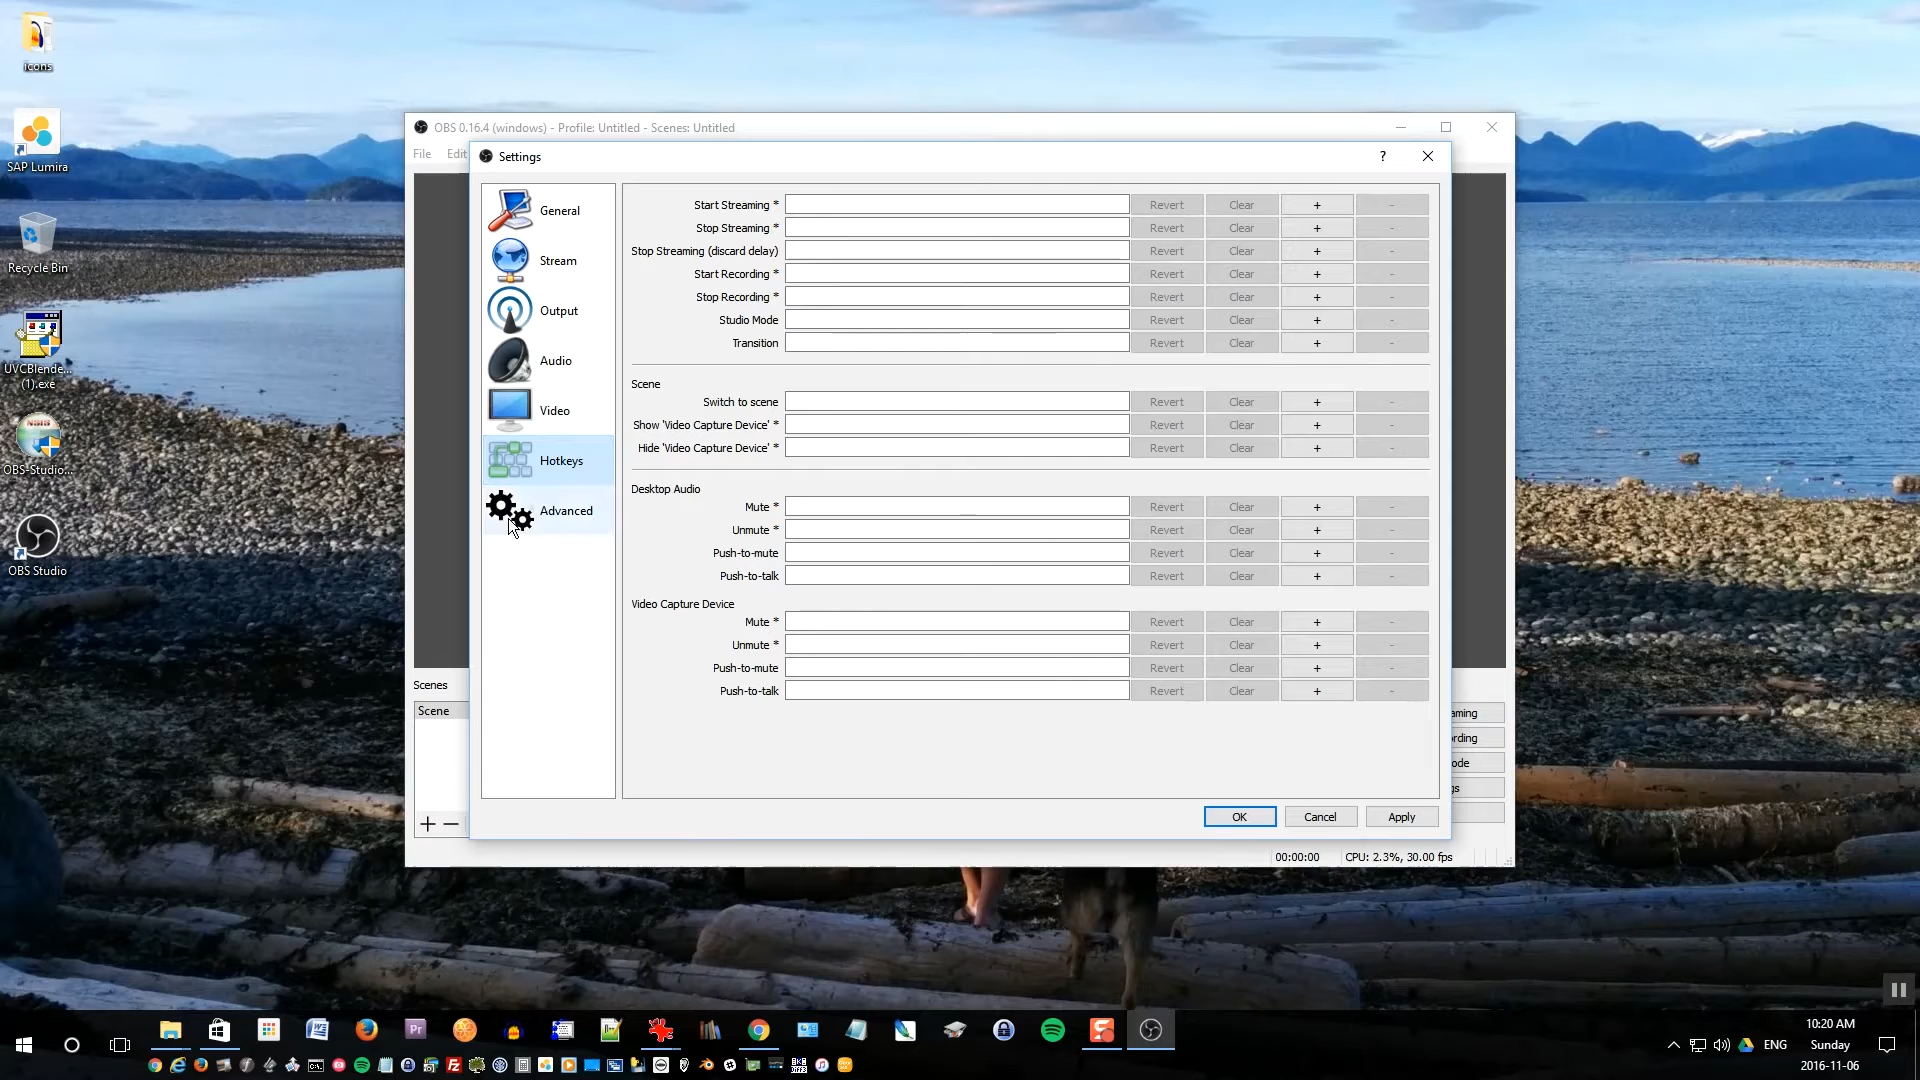 icons
SAP Lumira
Recycle Bin
UVCBlende...
(1).exe
OBS-Studio...
OBS Studio
OBS 0.16.4 (windows) - Profile: Untitled - Scenes: Untitled
File Edit
Settings
?
General
Stream
Output
Audio
Video
Hotkeys
Advanced
Start Streaming * Revert Clear + -
Stop Streaming * Revert Clear + -
Stop Streaming (discard delay) Revert Clear + -
Start Recording * Revert Clear + -
Stop Recording * Revert Clear + -
Studio Mode Revert Clear + -
Transition Revert Clear + -
Scene
Switch to scene Revert Clear + -
Show 'Video Capture Device' * Revert Clear + -
Hide 'Video Capture Device' * Revert Clear + -
Desktop Audio
Mute * Revert Clear + -
Unmute * Revert Clear + -
Push-to-mute Revert Clear + -
Push-to-talk Revert Clear + -
Video Capture Device
Mute * Revert Clear + -
Unmute * Revert Clear + -
Push-to-mute Revert Clear + -
Push-to-talk Revert Clear + -
OK Cancel Apply
Scenes
Scene
aming
ording
ode
gs
00:00:00 CPU: 2.3%, 30.00 fps
Pr
ENG
10:20 AM
Sunday
2016-11-06